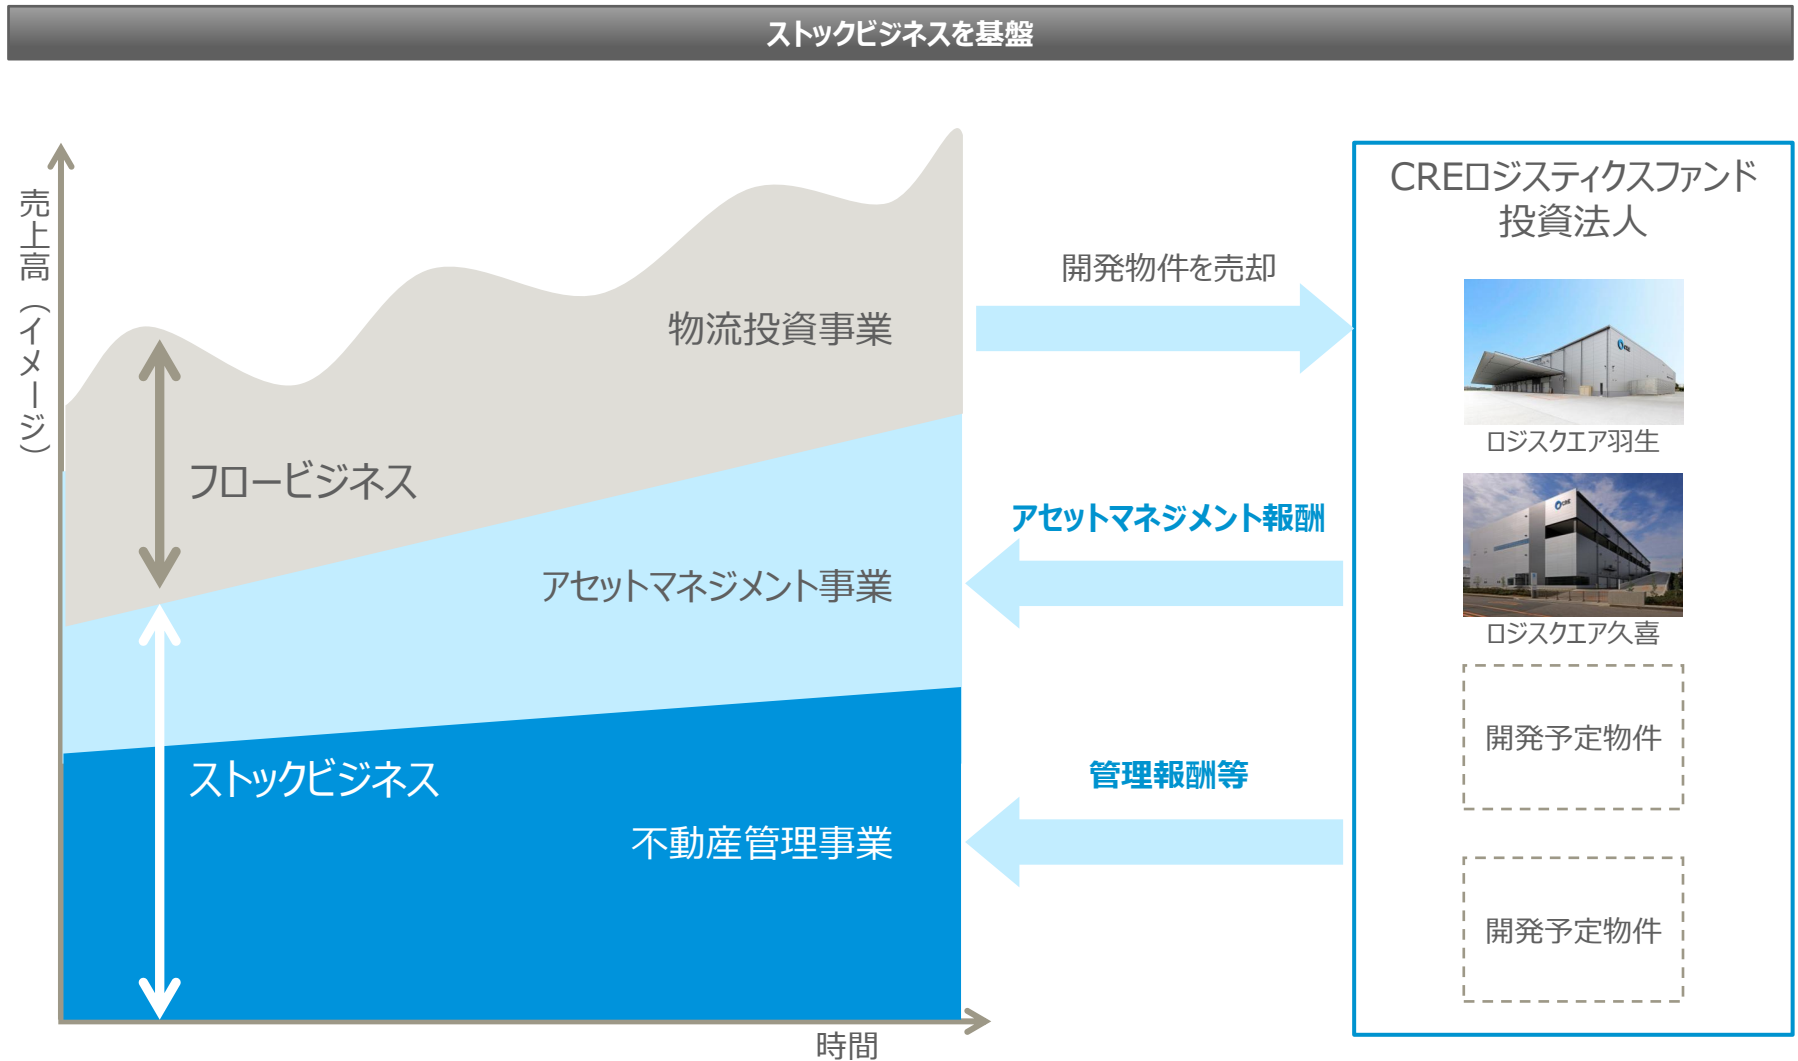 ストックビジネスを基盤
売上高（イメージ）
物流投資事業
フロービジネス
アセットマネジメント事業
ストックビジネス
不動産管理事業
時間
開発物件を売却
アセットマネジメント報酬
管理報酬等
CREロジスティクスファンド
投資法人
CRE
ロジスクエア羽生
CRE
ロジスクエア久喜
開発予定物件
開発予定物件